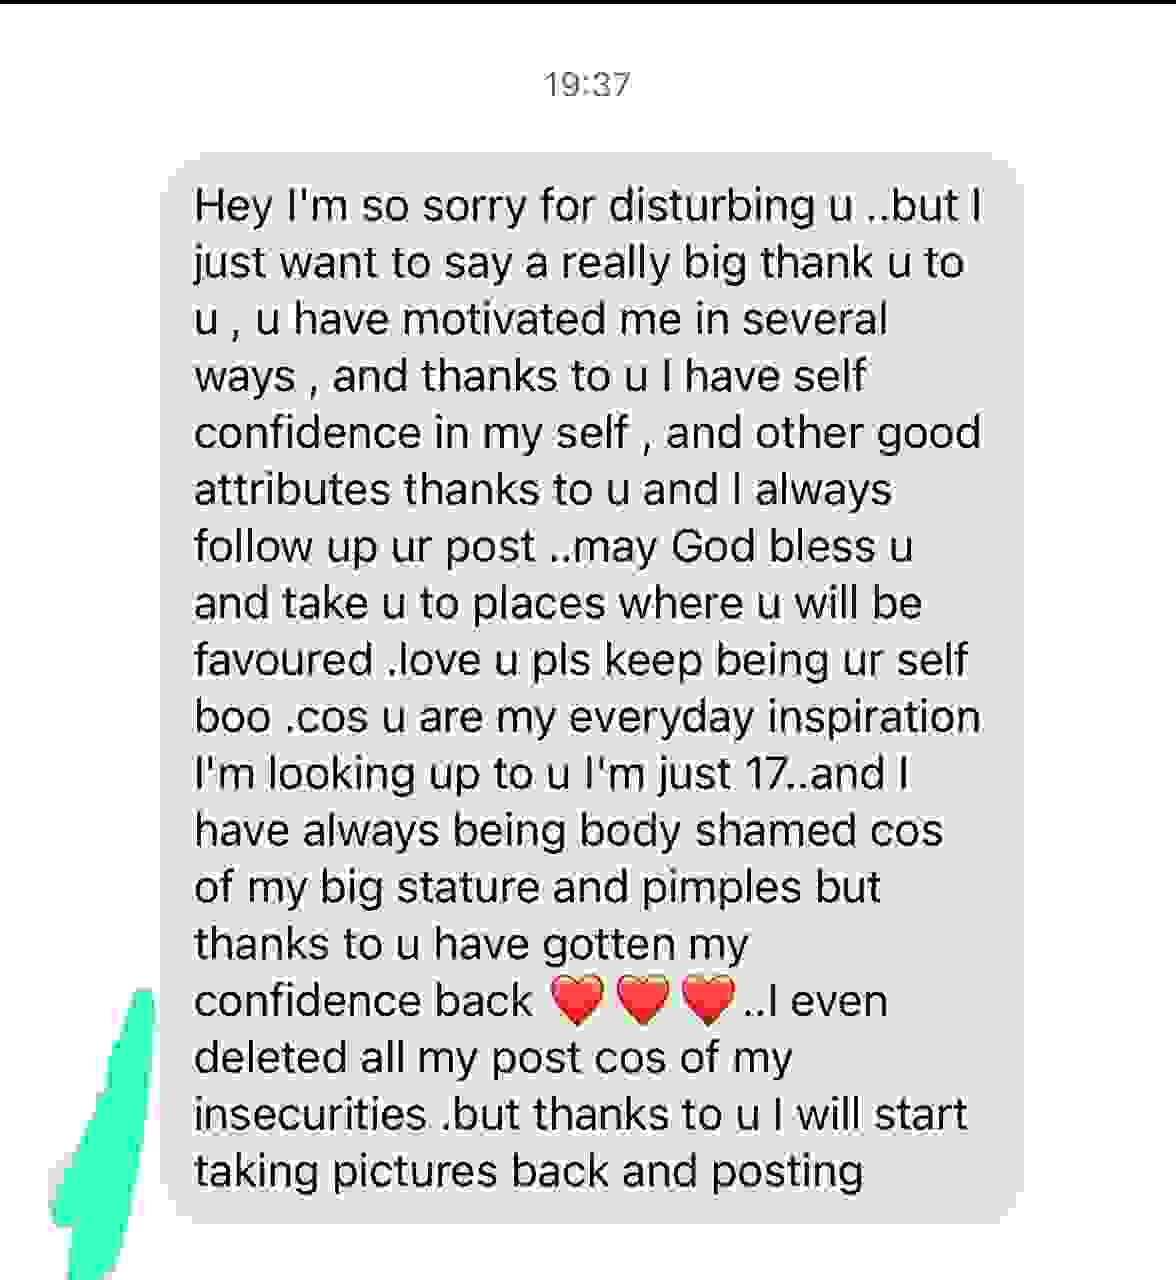 19:37
Hey I'm so sorry for disturbing u ..but I
just want to say a really big thank u to
u , u have motivated me in several
ways , and thanks to u I have self
confidence in my self , and other good
attributes thanks to u and I always
follow up ur post ..may God bless u
and take u to places where u will be
favoured .love u pls keep being ur self
boo .cos u are my everyday inspiration
I'm looking up to u I'm just 17..and I
have always being body shamed cos
of my big stature and pimples but
thanks to u have gotten my
confidence back ❤️❤️❤️..I even
deleted all my post cos of my
insecurities .but thanks to u I will start
taking pictures back and posting